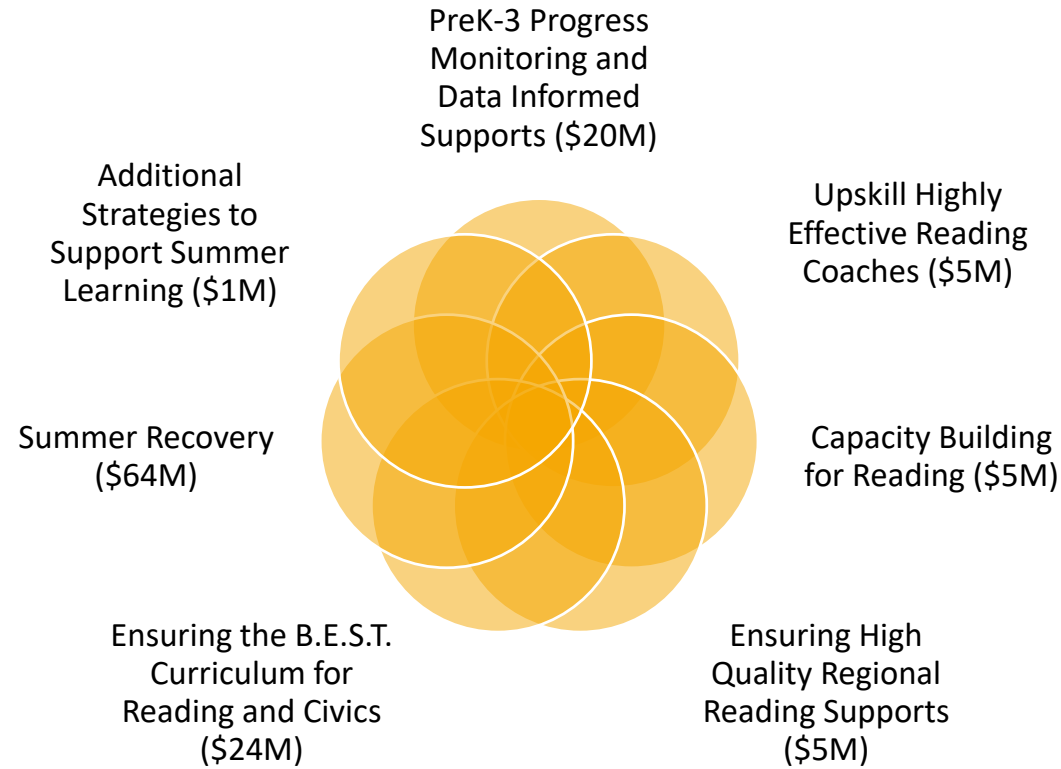 PreK-3 Progress
Monitoring and
Data Informed
Supports ($20M)
Upskill Highly
Effective Reading
Coaches ($5M)
Capacity Building
for Reading ($5M)
Ensuring High
Quality Regional
Reading Supports
($5M)
Ensuring the B.E.S.T.
Curriculum for
Reading and Civics
($24M)
Summer Recovery
($64M)
Additional
Strategies to
Support Summer
Learning ($1M)